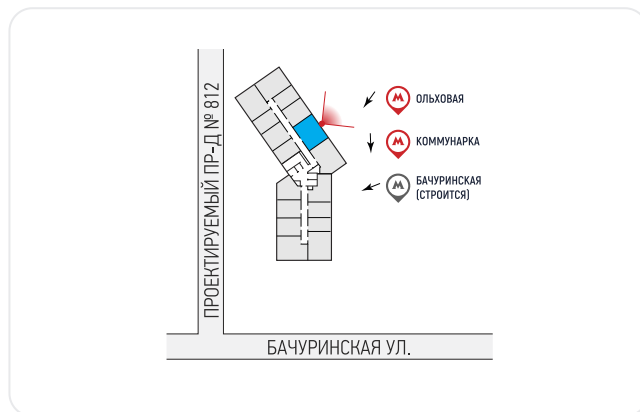 ПРОЕКТИРУЕМЫЙ ПР-Д № 812
М ОЛЬХОВАЯ
М КОММУНАРКА
М БАЧУРИНСКАЯ
(СТРОИТСЯ)
БАЧУРИНСКАЯ УЛ.